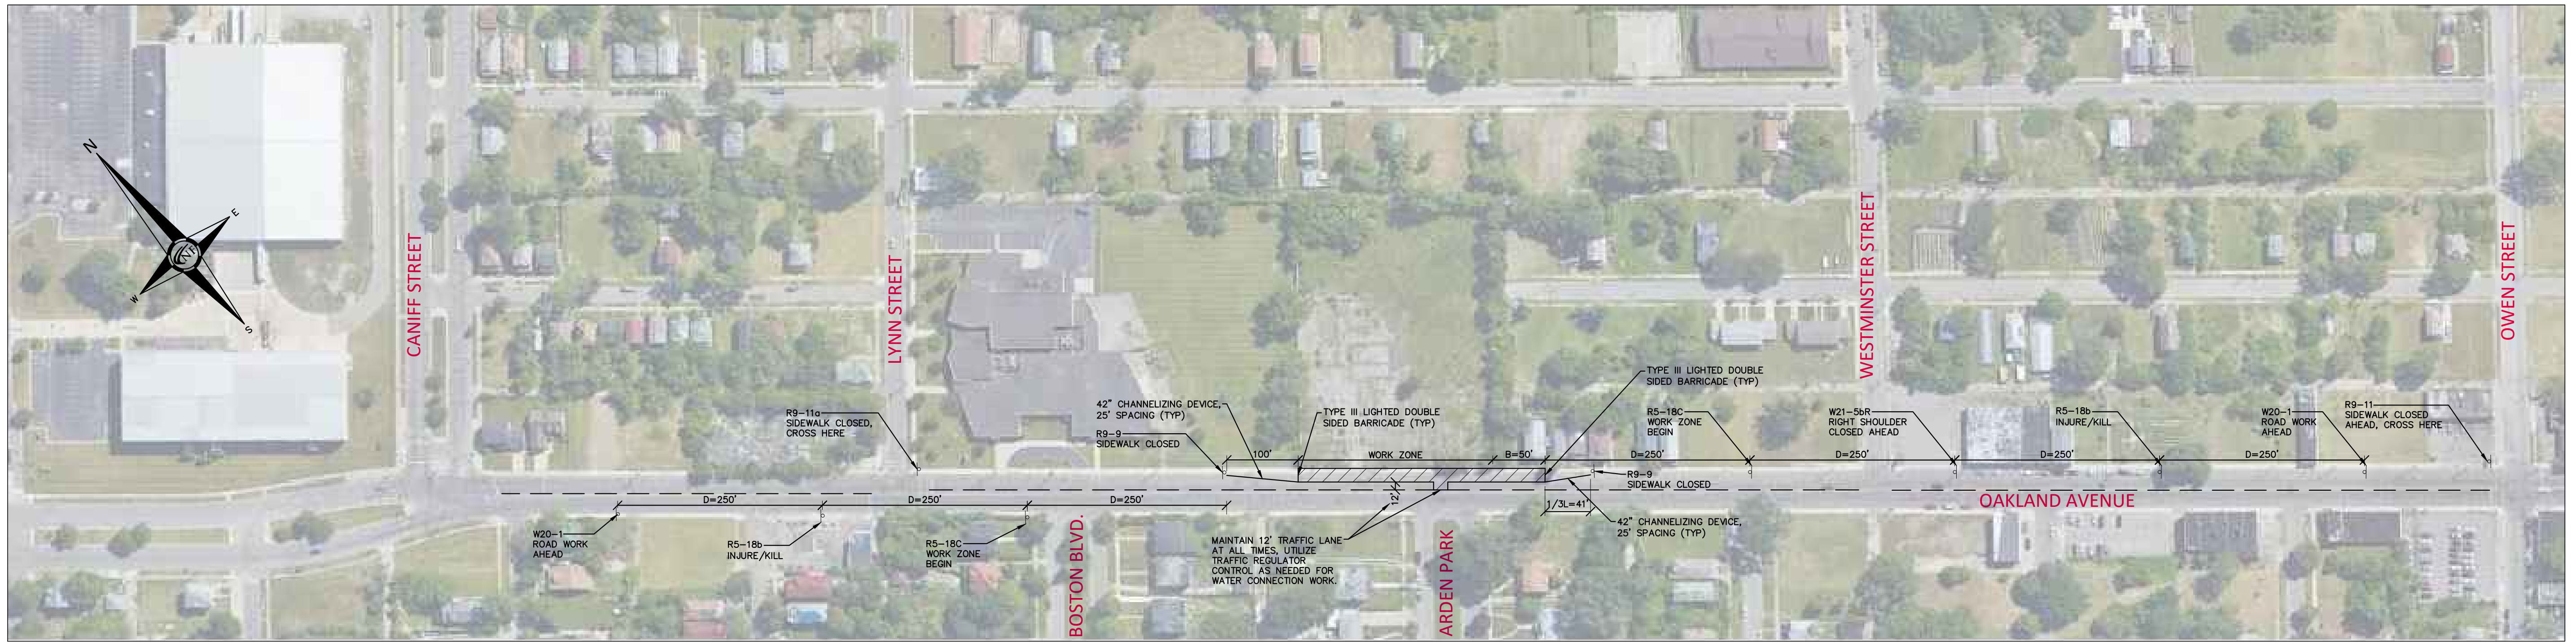 N
E
NF
W
S
CANIFF STREET
LYNN STREET
WESTMINSTER STREET
OWEN STREET
R9-11a
SIDEWALK CLOSED,
CROSS HERE
42" CHANNELIZING DEVICE,
25' SPACING (TYP)
R9-9
SIDEWALK CLOSED
TYPE III LIGHTED DOUBLE
SIDED BARRICADE (TYP)
TYPE III LIGHTED DOUBLE
SIDED BARRICADE (TYP)
R5-18C
WORK ZONE
BEGIN
W21-5bR
RIGHT SHOULDER
CLOSED AHEAD
R5-18b
INJURE/KILL
W20-1
ROAD WORK
AHEAD
R9-11
SIDEWALK CLOSED
AHEAD, CROSS HERE
100'
WORK ZONE
B=50'
D=250'
D=250'
D=250'
D=250'
R9-9
SIDEWALK CLOSED
D=250'
D=250'
D=250'
12'
1/3L=41'
OAKLAND AVENUE
42" CHANNELIZING DEVICE,
25' SPACING (TYP)
W20-1
ROAD WORK
AHEAD
R5-18b
INJURE/KILL
R5-18C
WORK ZONE
BEGIN
MAINTAIN 12' TRAFFIC LANE
AT ALL TIMES, UTILIZE
TRAFFIC REGULATOR
CONTROL AS NEEDED FOR
WATER CONNECTION WORK.
BOSTON BLVD.
ARDEN PARK